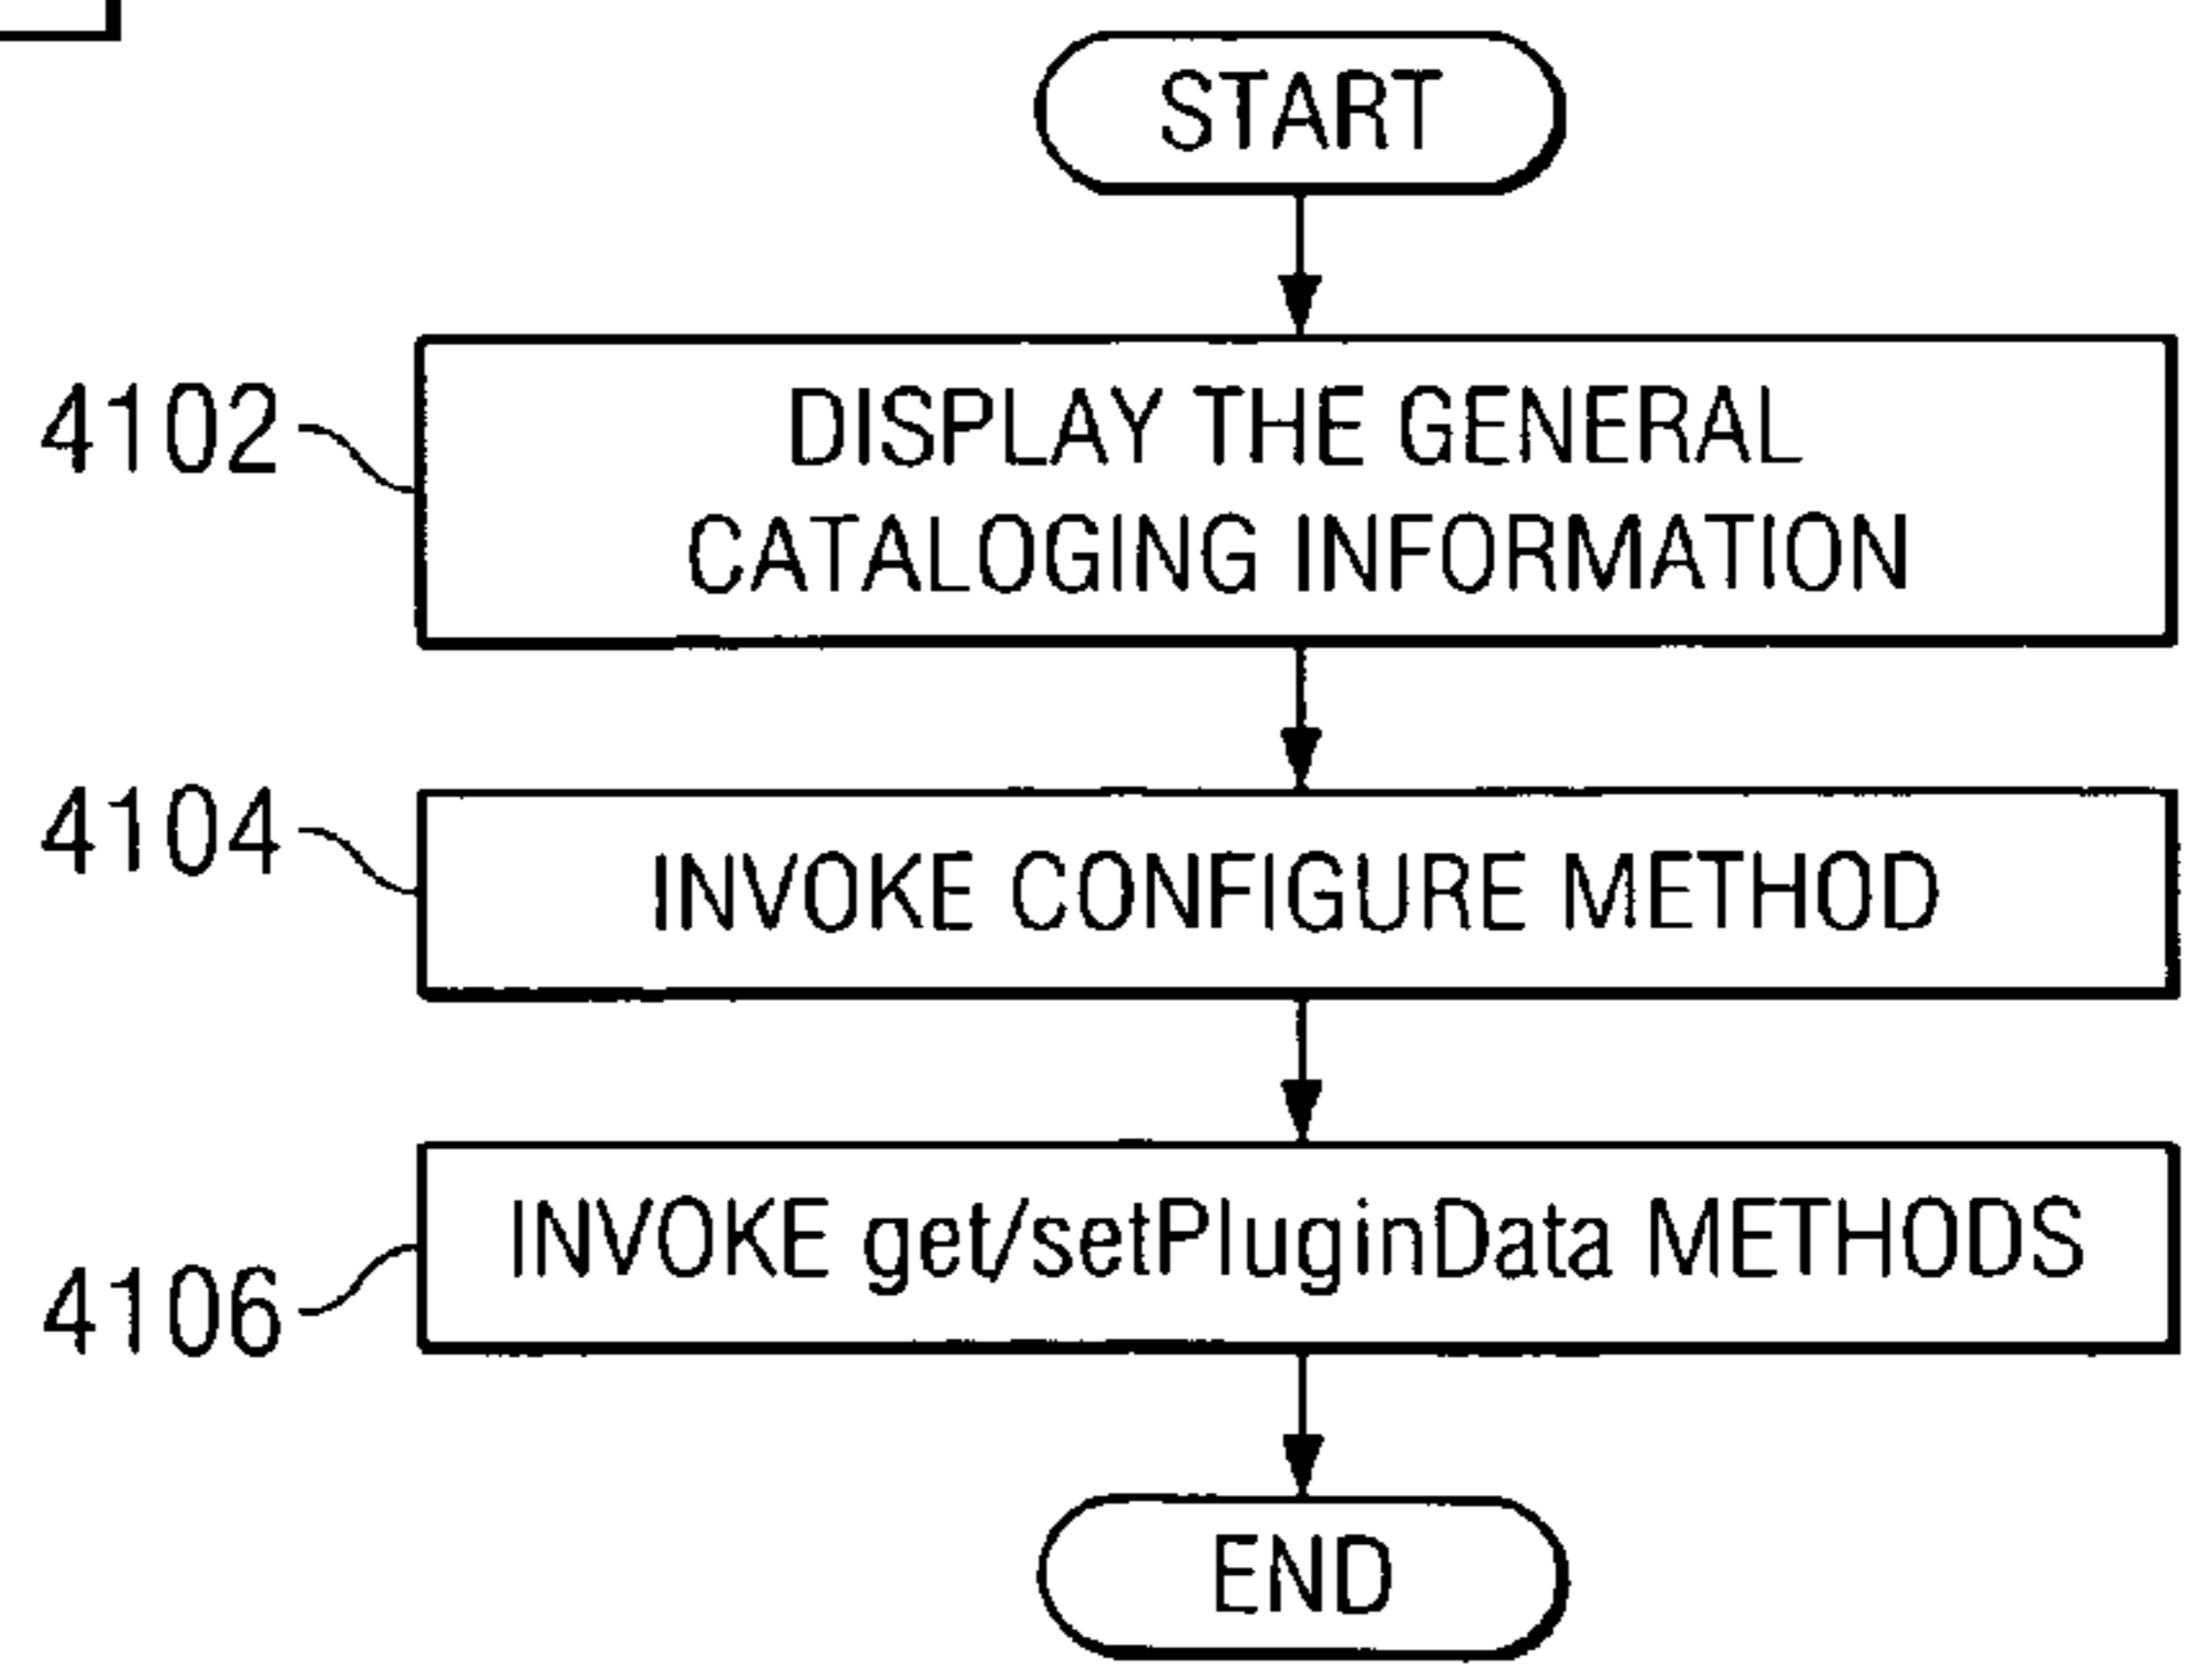 START
4102
DISPLAY THE GENERAL
CATALOGING INFORMATION
4104
INVOKE CONFIGURE METHOD
4106
INVOKE get/setPluginData METHODS
END